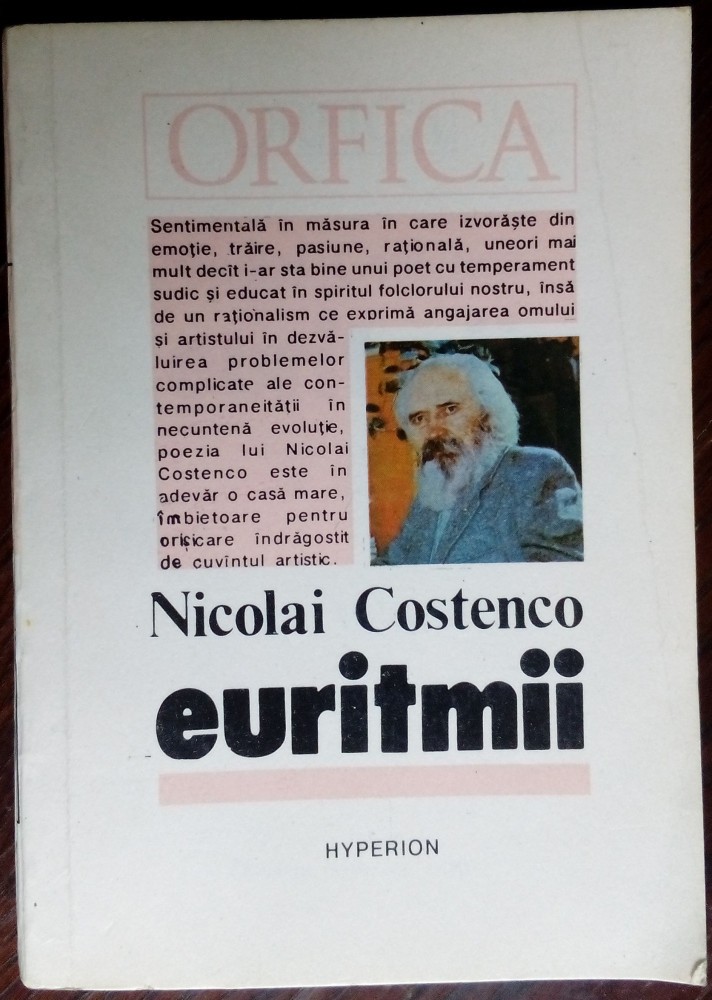 ORFICA
Sentimentală în măsura în care izvorăște din
emoție, trăire, pasiune, rațională, uneori mai
mult decît i-ar sta bine unui poet cu temperament
sudic și educat în spiritul folclorului nostru, însă
de un raționalism ce exprimă angajarea omului
și artistului în dezvă-
luirea problemelor
complicate ale con-
temporaneității în
necuntenă evoluție,
poezia lui Nicolai
Costenco este în
adevăr o casă mare,
îmbietoare pentru
orișicare îndrăgostit
de cuvîntul artistic.
Nicolai Costenco
euritmii
HYPERION